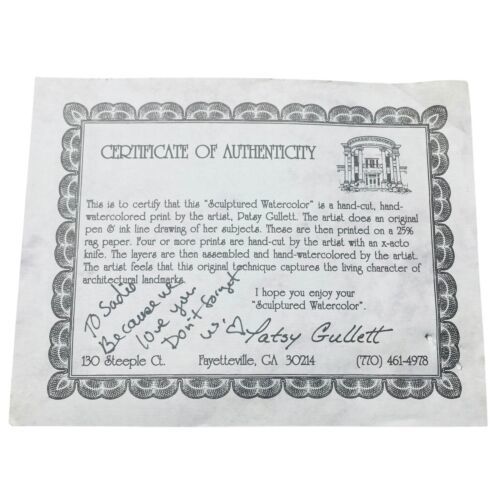 CERTIFICATE OF AUTHENTICITY
This is to certify that this "Sculptured Watercolor" is a hand-cut, hand-
watercolored print by the artist, Patsy Gullett. The artist does an original
pen & ink line drawing of her subjects. These are then printed on a 25%
rag paper. Four or more prints are hand-cut by the artist with an x-acto
knife. The layers are then assembled and hand-watercolored by the artist.
The artist feels that this original technique captures the living character of
architectural landmarks.
I hope you enjoy your
"Sculptured Watercolor".
To Sadie
Because we
love you
Don't forget
us!
Patsy Gullett
130 Steeple Ct. Fayetteville, GA 30214 (770) 461-4978